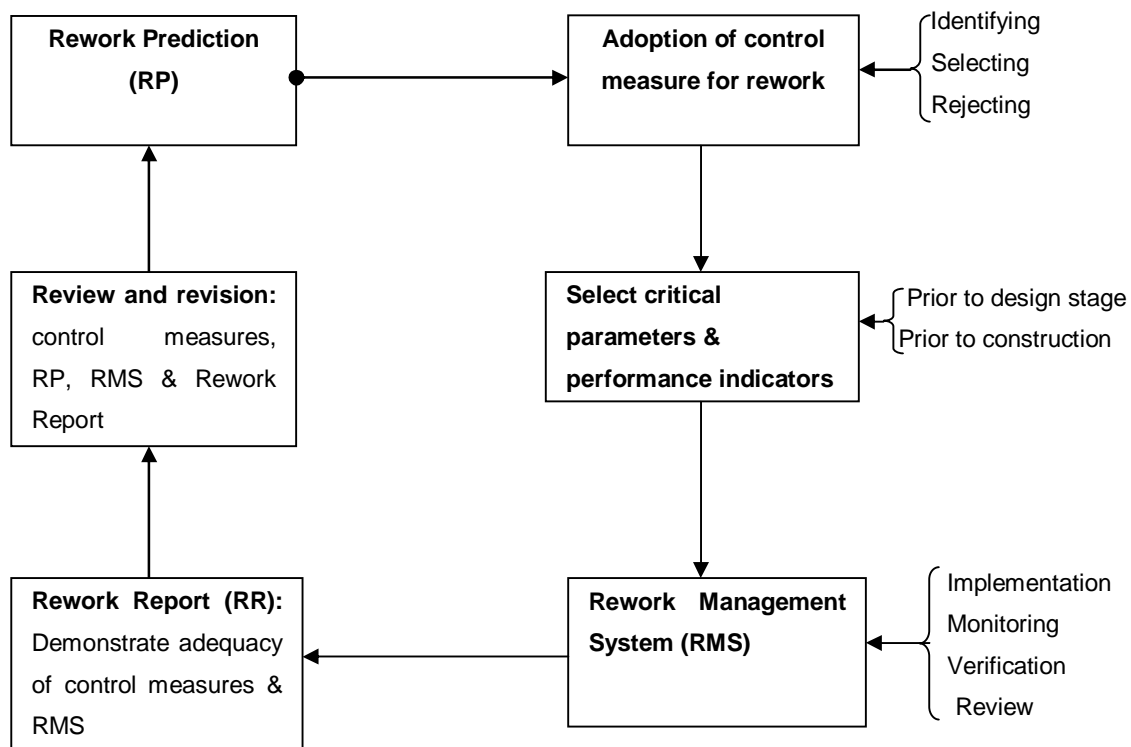 Rework Prediction
(RP)
Adoption of control
measure for rework
Identifying
Selecting
Rejecting
Review and revision:
control measures,
RP, RMS & Rework
Report
Select critical
parameters &
performance indicators
Prior to design stage
Prior to construction
Rework Report (RR):
Demonstrate adequacy
of control measures &
RMS
Rework Management
System (RMS)
Implementation
Monitoring
Verification
Review